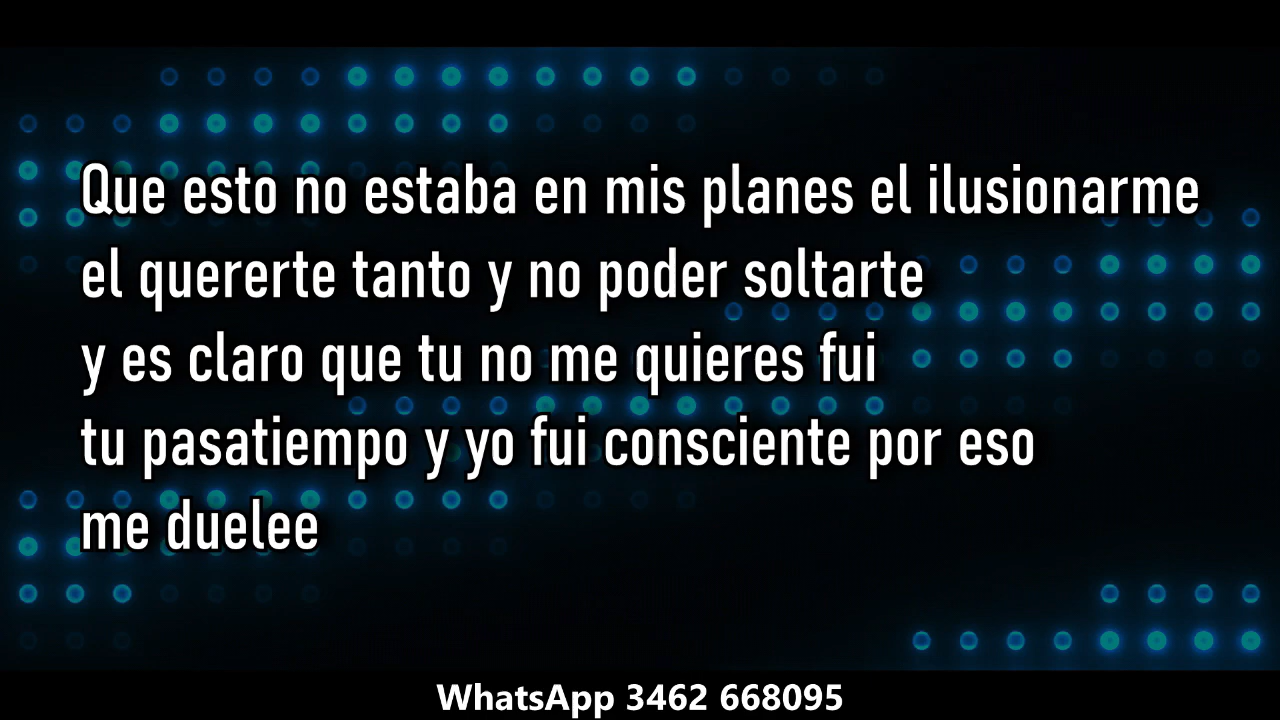 Que esto no estaba en mis planes el ilusionarme
el quererte tanto y no poder soltarte
y es claro que tu no me quieres fui
tu pasatiempo y yo fui consciente por eso
me duelee
WhatsApp 3462 668095